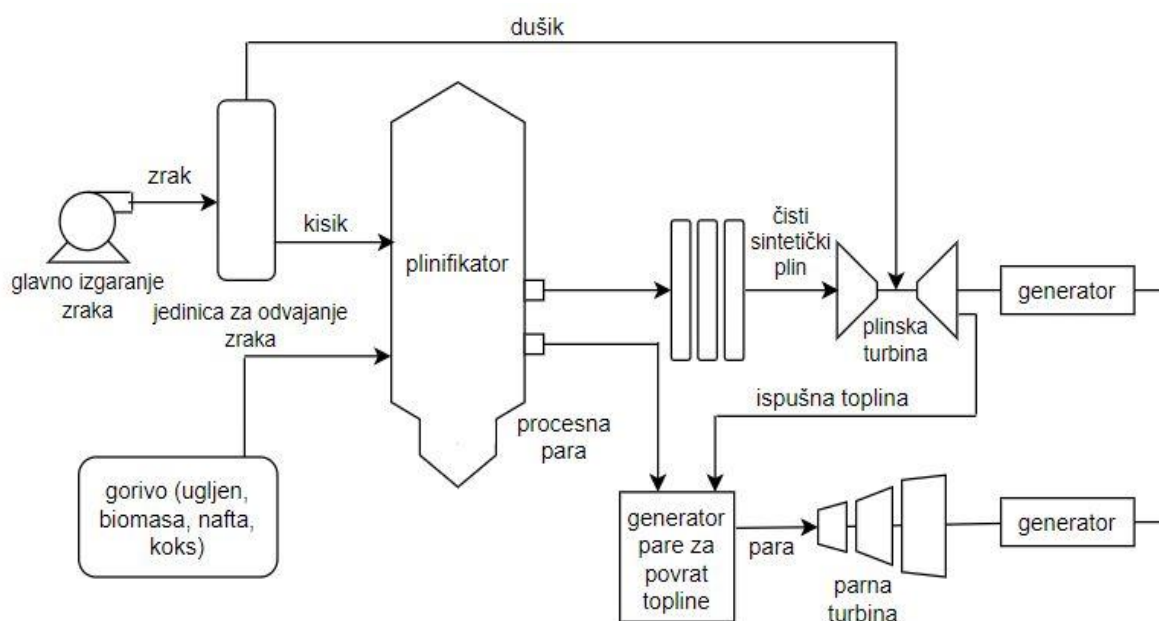 dušik
zrak
kisik
glavno izgaranje
zraka
jedinica za odvajanje
zraka
plinifikator
čisti
sintetički
plin
plinska
turbina
generator
ispušna toplina
procesna
para
gorivo (ugljen,
biomasa, nafta,
koks)
generator
pare za
povrat
topline
para
parna
turbina
generator